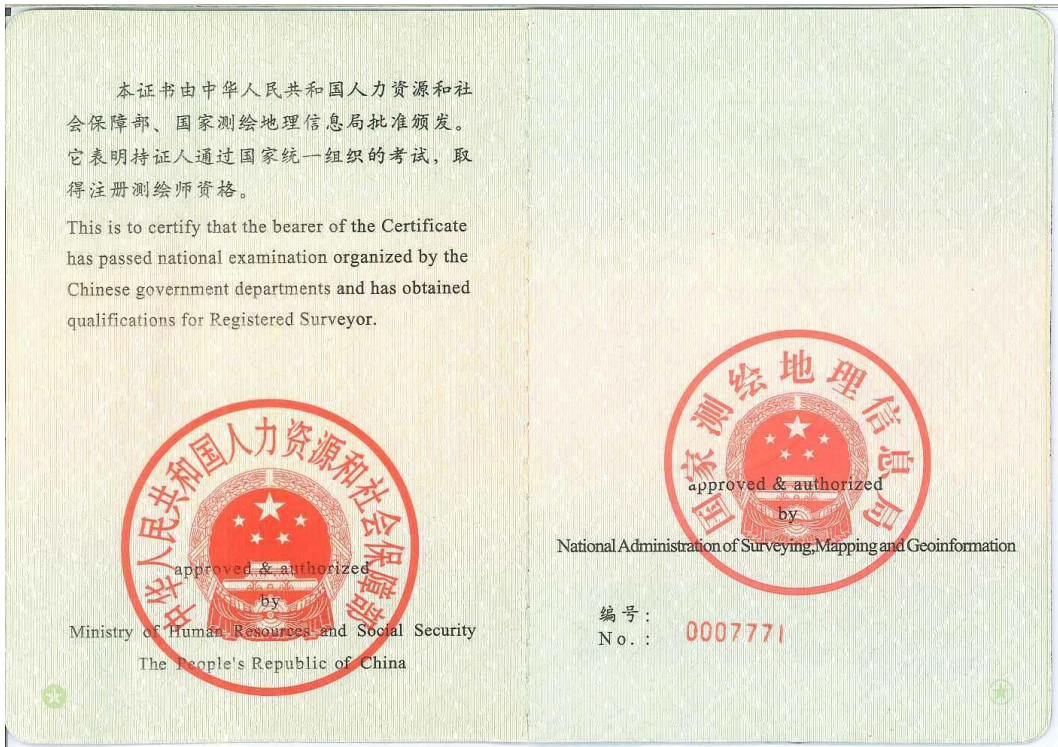 本证书由中华人民共和国人力资源和社
会保障部、国家测绘地理信息局批准颁发。
它表明持证人通过国家统一组织的考试，取
得注册测绘师资格。
This is to certify that the bearer of the Certificate
has passed national examination organized by the
Chinese government departments and has obtained
qualifications for Registered Surveyor.
中华人民共和国人力资源和社会保障部
approved & authorized
by
Ministry of Human Resources and Social Security
The People's Republic of China
国家测绘地理信息局
approved & authorized
by
National Administration of Surveying, Mapping and Geoinformation
编号：
No.: 0007771